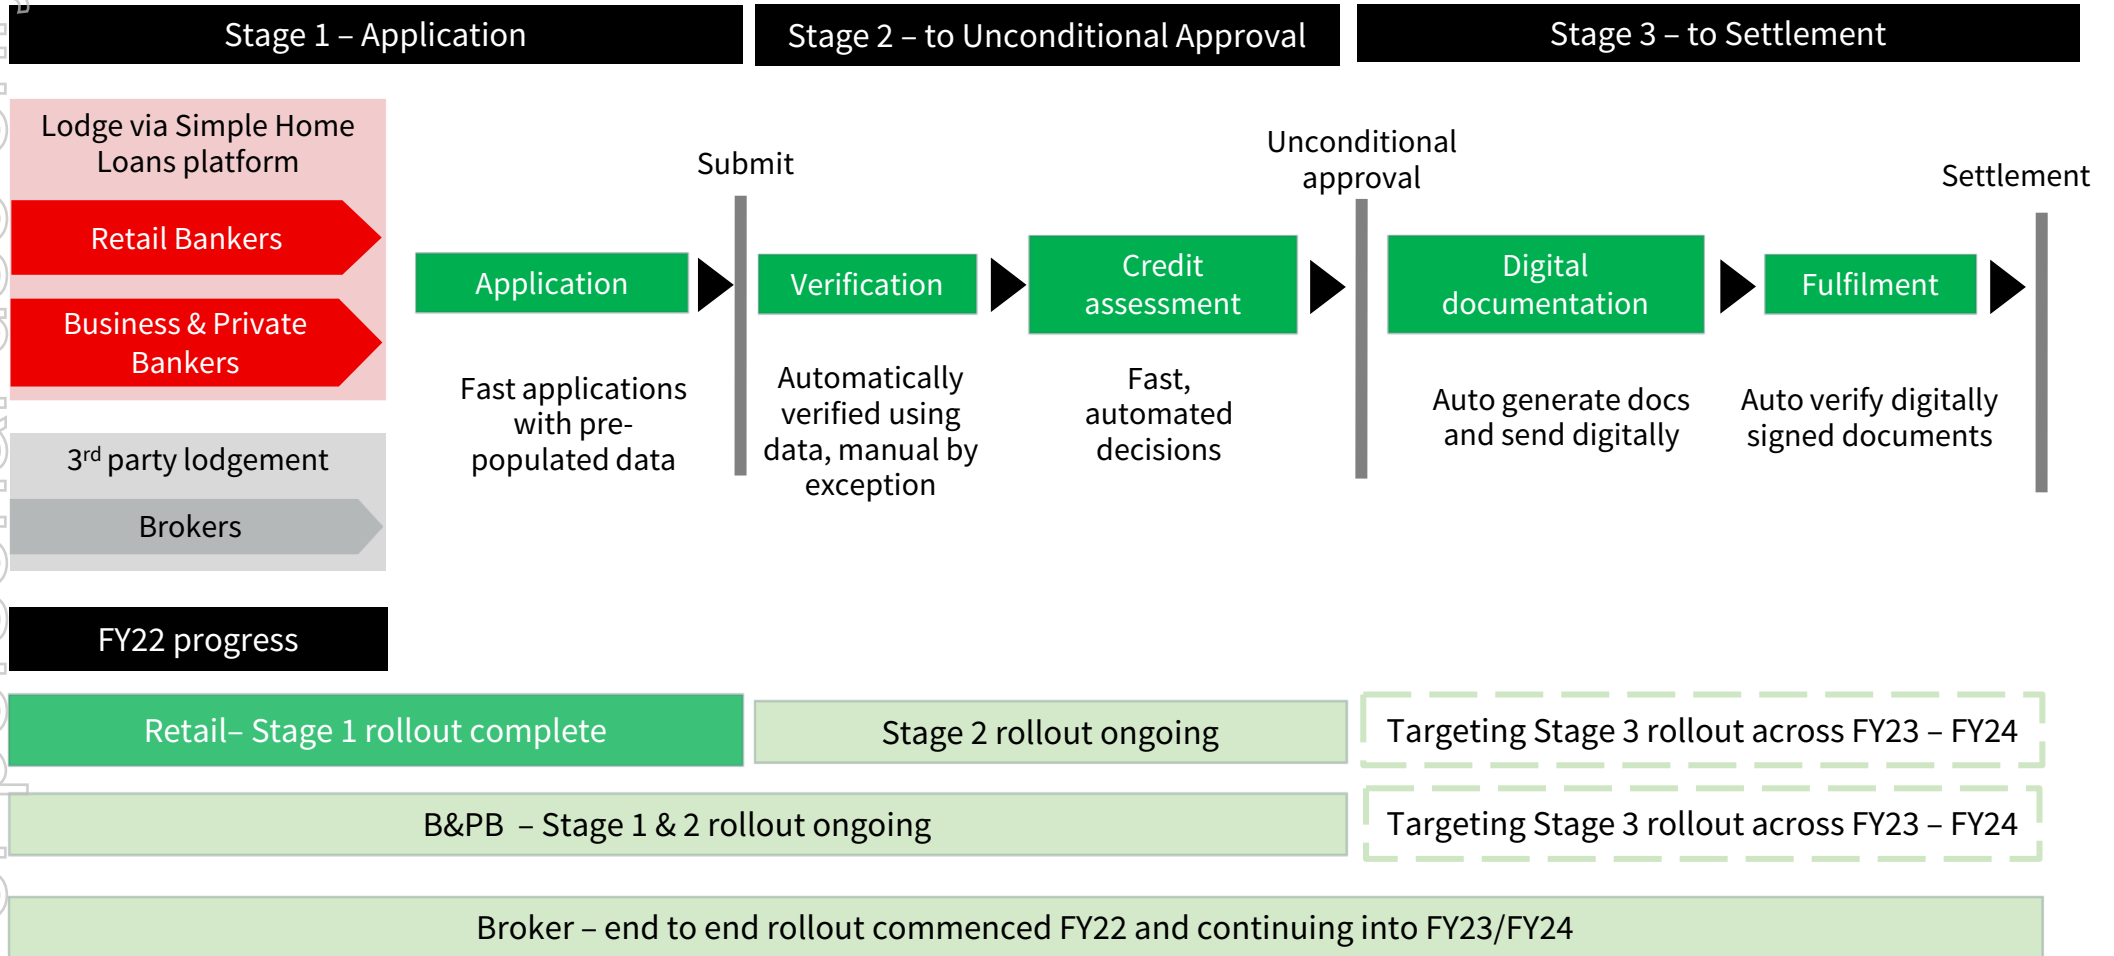 Stage 1 – Application
Stage 2 – to Unconditional Approval
Stage 3 – to Settlement
Lodge via Simple Home
Loans platform
Retail Bankers
Business & Private
Bankers
3rd party lodgement
Brokers
Application
Fast applications
with pre-
populated data
Submit
Verification
Automatically
verified using
data, manual by
exception
Credit
assessment
Fast,
automated
decisions
Unconditional
approval
Digital
documentation
Auto generate docs
and send digitally
Fulfilment
Auto verify digitally
signed documents
Settlement
FY22 progress
Retail– Stage 1 rollout complete
Stage 2 rollout ongoing
Targeting Stage 3 rollout across FY23 – FY24
B&PB – Stage 1 & 2 rollout ongoing
Targeting Stage 3 rollout across FY23 – FY24
Broker – end to end rollout commenced FY22 and continuing into FY23/FY24